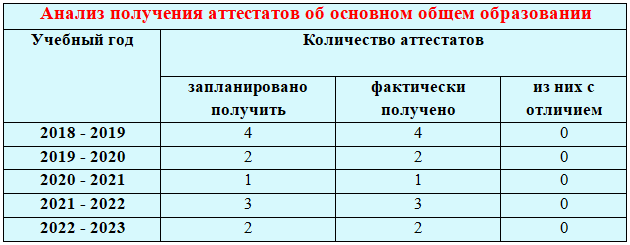 Анализ получения аттестатов об основном общем образовании
Учебный год Количество аттестатов
запланировано получить фактически получено из них с отличием
2018 - 2019 4 4 0
2019 - 2020 2 2 0
2020 - 2021 1 1 0
2021 - 2022 3 3 0
2022 - 2023 2 2 0